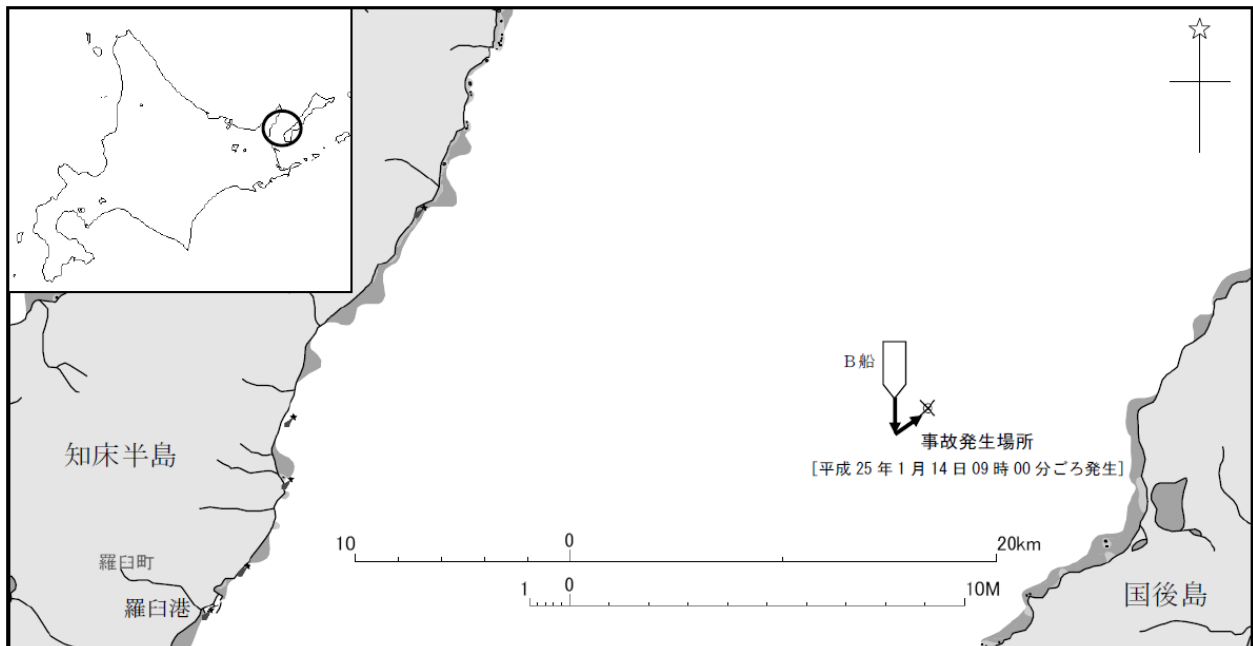 B船
事故発生場所
[平成 25 年 1 月 14 日 09 時 00 分ごろ発生]
知床半島
10 0 20km
羅臼町
1 0 10M
羅臼港
国後島